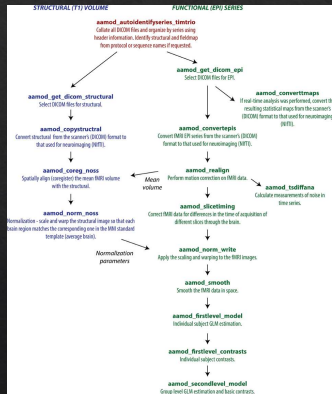 STRUCTURAL (T1) VOLUME
FUNCTIONAL (EPI) SERIES
aamod_autoidentifyseries_timtrio
Collate all DICOM files and organize by series using
header information. Identify structural and fieldmap
from protocol or sequence names if requested.
aamod_get_dicom_structural
Select DICOM files for structural.
aamod_copystructral
Convert structural from the scanner's (DICOM) format to
that used for neuroimaging (NIfTI).
aamod_coreg_noss
Spatially align (coregister) the mean fMRI volume
with the structural.
aamod_norm_noss
Normalization - scale and warp the structural image so that each
brain region matches the corresponding one in the MNI standard
template (average brain).
Mean
volume
Normalization
parameters
aamod_get_dicom_epi
Select DICOM files for EPI.
aamod_convertepis
Convert fMRI EPI series from the scanner's (DICOM)
format to that used for neuroimaging (NIfTI).
aamod_realign
Perform motion correction on fMRI data.
aamod_slicetiming
Correct fMRI data for differences in the time of acquisition of
different slices through the brain.
aamod_norm_write
Apply the scaling and warping to the fMRI images.
aamod_smooth
Smooth the fMRI data in space.
aamod_firstlevel_model
Individual subject GLM estimation.
aamod_firstlevel_contrasts
Individual subject contrasts.
aamod_secondlevel_model
Group level GLM estimation and basic contrasts.
aamod_converttmaps
If real-time analysis was performed, convert the
resulting statistical maps from the scanner's
(DICOM) format to that used for neuroimaging
(NIfTI).
aamod_tsdiffana
Calculate measurements of noise in
time series.